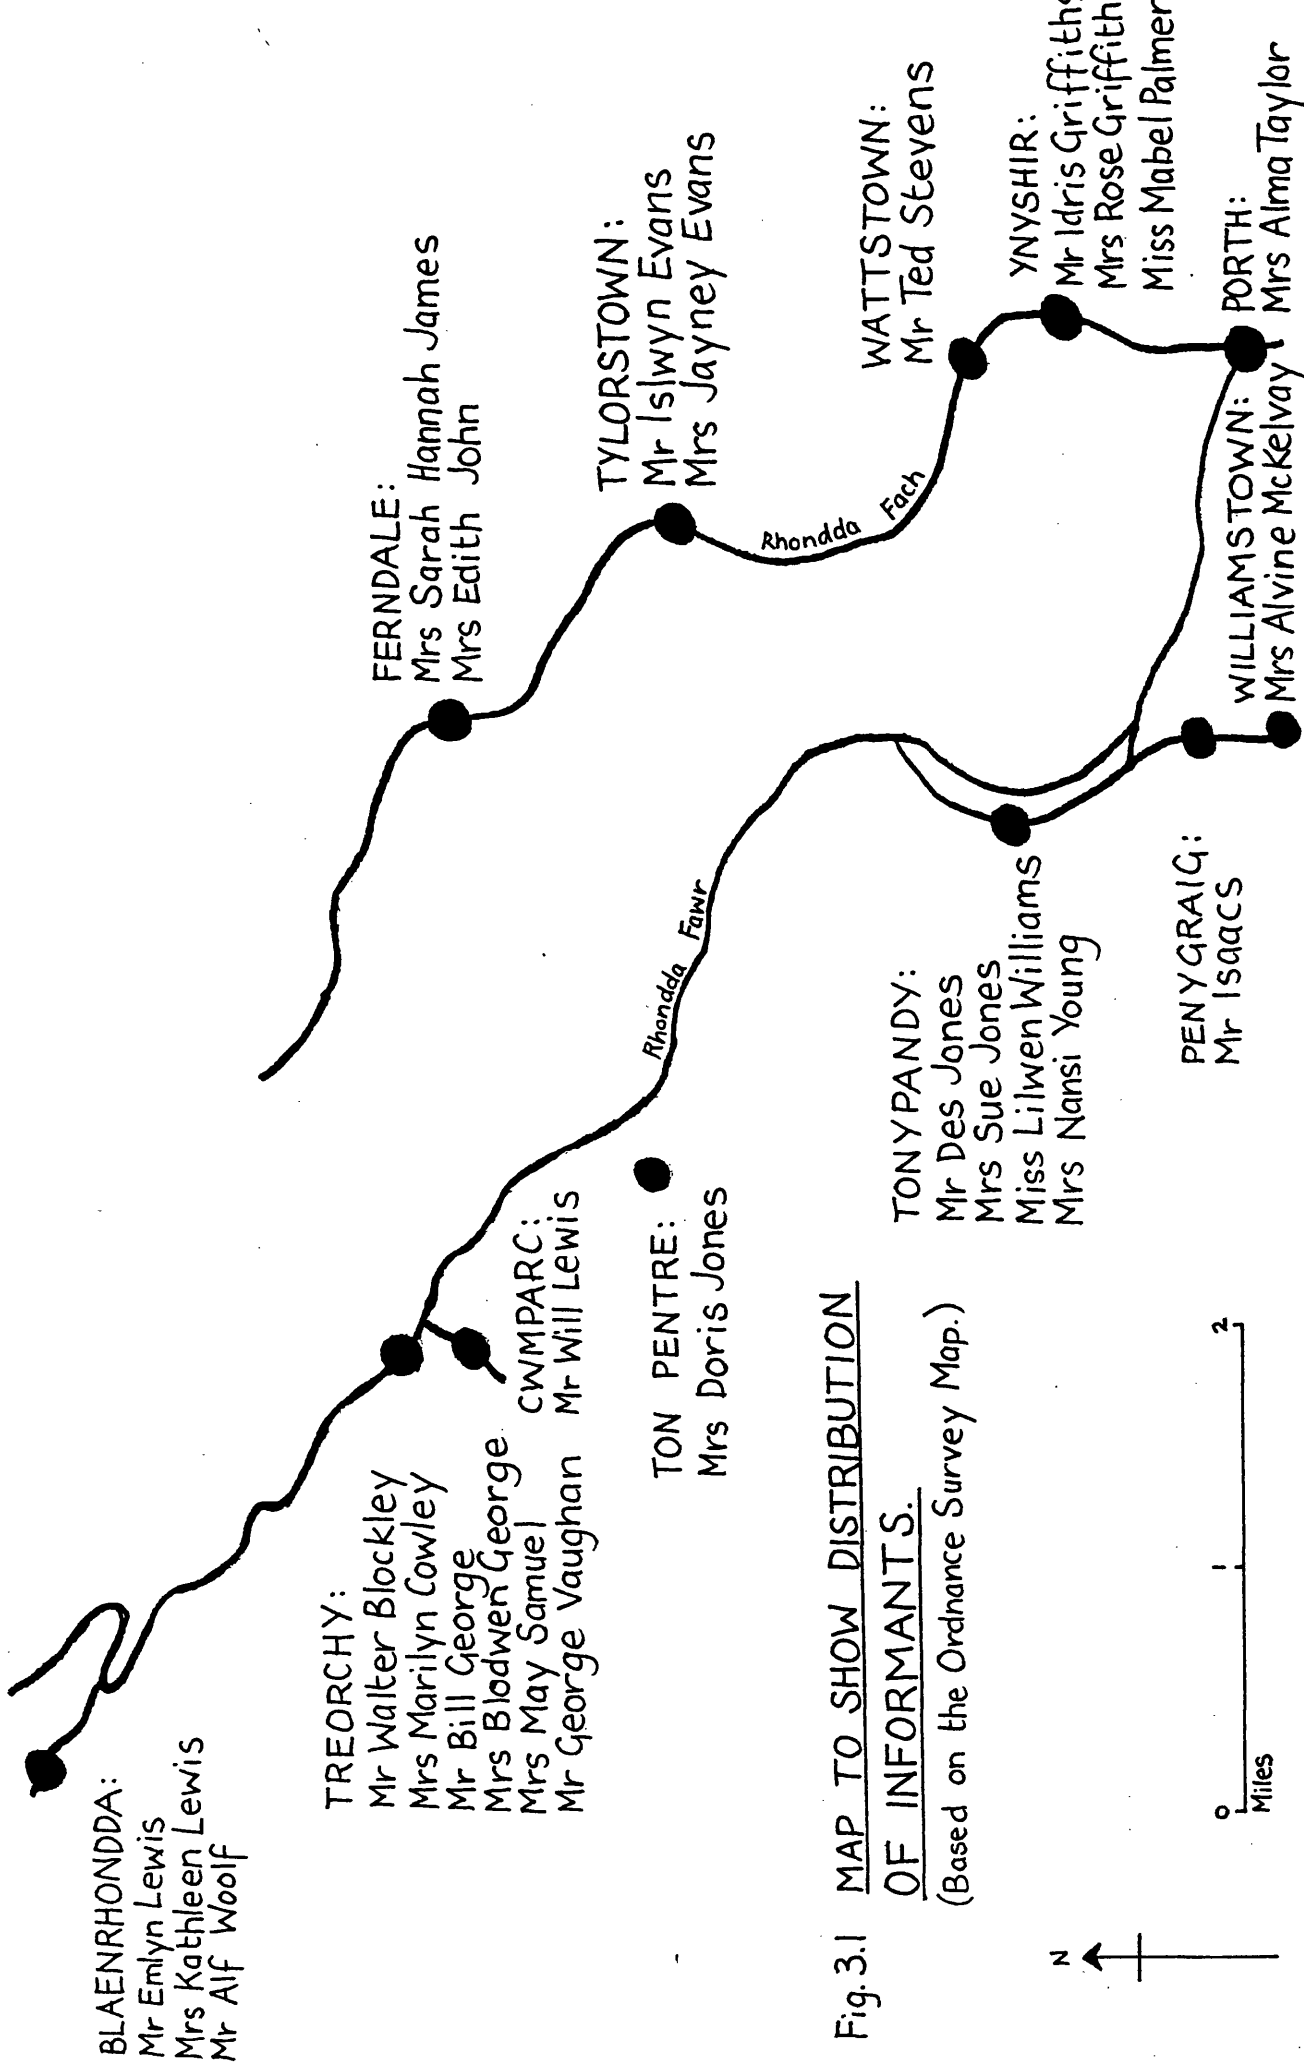 BLAENRHONDDA:
Mr Emlyn Lewis
Mrs Kathleen Lewis
Mr Alf Woolf
TREORCHY:
Mr Walter Blockley
Mrs Marilyn Cowley
Mr Bill George
Mrs Blodwen George
Mrs May Samuel
Mr George Vaughan
CWMPARC:
Mr Will Lewis
TON PENTRE:
Mrs Doris Jones
FERNDALE:
Mrs Sarah Hannah James
Mrs Edith John
TYLORSTOWN:
Mr Islwyn Evans
Mrs Jayney Evans
Rhondda Fach
Rhondda Fawr
WATTSTOWN:
Mr Ted Stevens
YNYSHIR:
Mr Idris Griffiths
Mrs Rose Griffith
Miss Mabel Palmer
PORTH:
Mrs Alma Taylor
WILLIAMSTOWN:
Mrs Alvine McKelvay
TONYPANDY:
Mr Des Jones
Mrs Sue Jones
Miss Lilwen Williams
Mrs Nansi Young
PENYGRAIG:
Mr Isaacs
Fig. 3.1 MAP TO SHOW DISTRIBUTION
OF INFORMANTS.
(Based on the Ordnance Survey Map.)
N
0 1 2
Miles